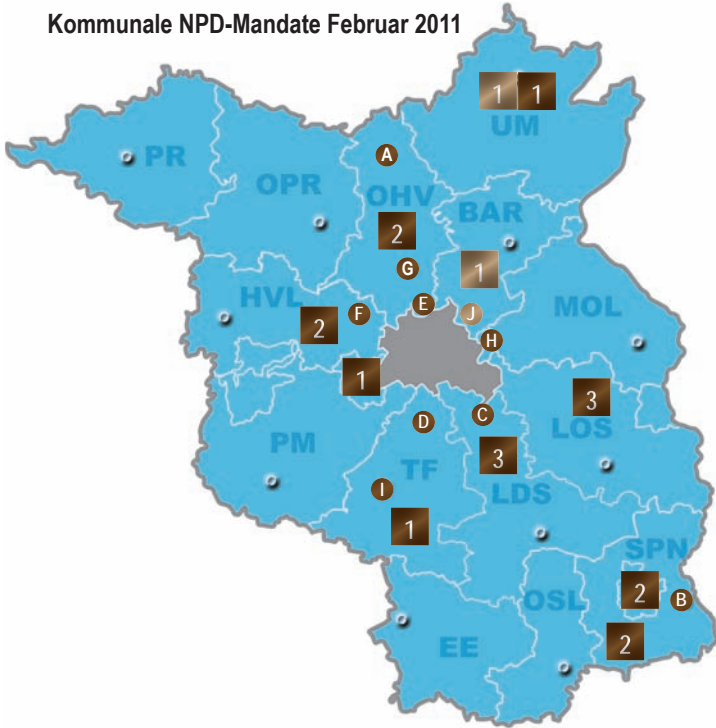 Kommunale NPD-Mandate Februar 2011
1 1
UM
PR
A
OPR
OHV
BAR
2
G
1
HVL
E
MOL
F
J
2
H
1
3
C
LOS
D
PM
3
TF
LDS
I
1
SPN
2
B
OSL
2
EE